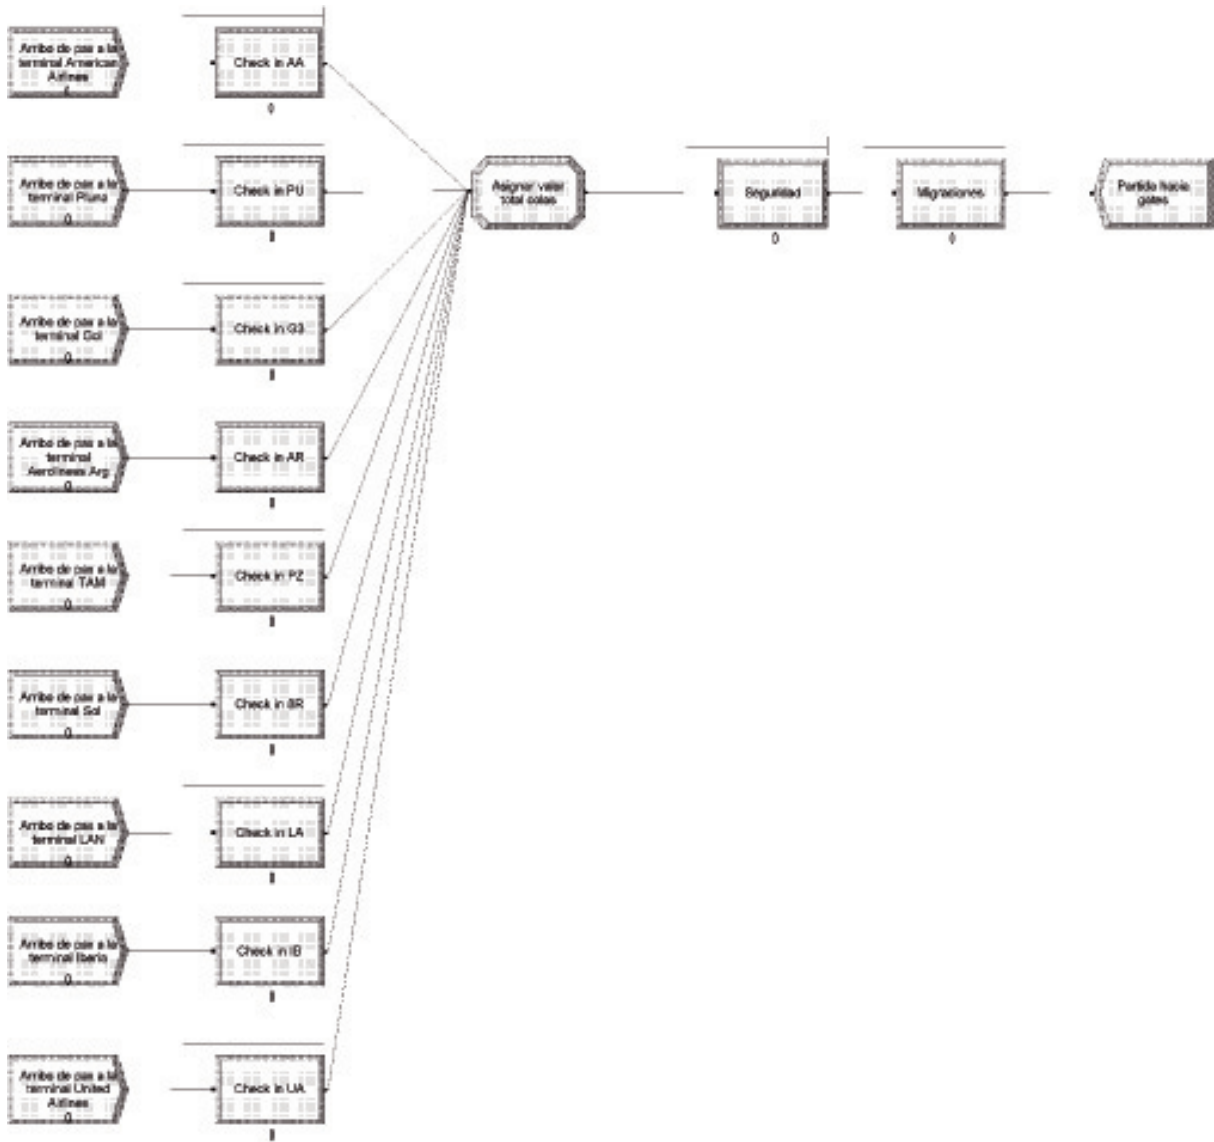 Arribo de pax a la
terminal American
Airlines
Check in AA
0
Arribo de pax a la
terminal Pluna
0
Check in PU
Asignar valor
total colas
Seguridad
0
Migraciones
0
Partida hacia
gates
Arribo de pax a la
terminal Gol
0
Check in G3
Arribo de pax a la
terminal
Aerolineas Arg
0
Check in AR
Arribo de pax a la
terminal TAM
0
Check in PZ
Arribo de pax a la
terminal Sol
0
Check in 8R
Arribo de pax a la
terminal LAN
0
Check in LA
Arribo de pax a la
terminal Iberia
0
Check in IB
Arribo de pax a la
terminal United
Airlines
0
Check in UA